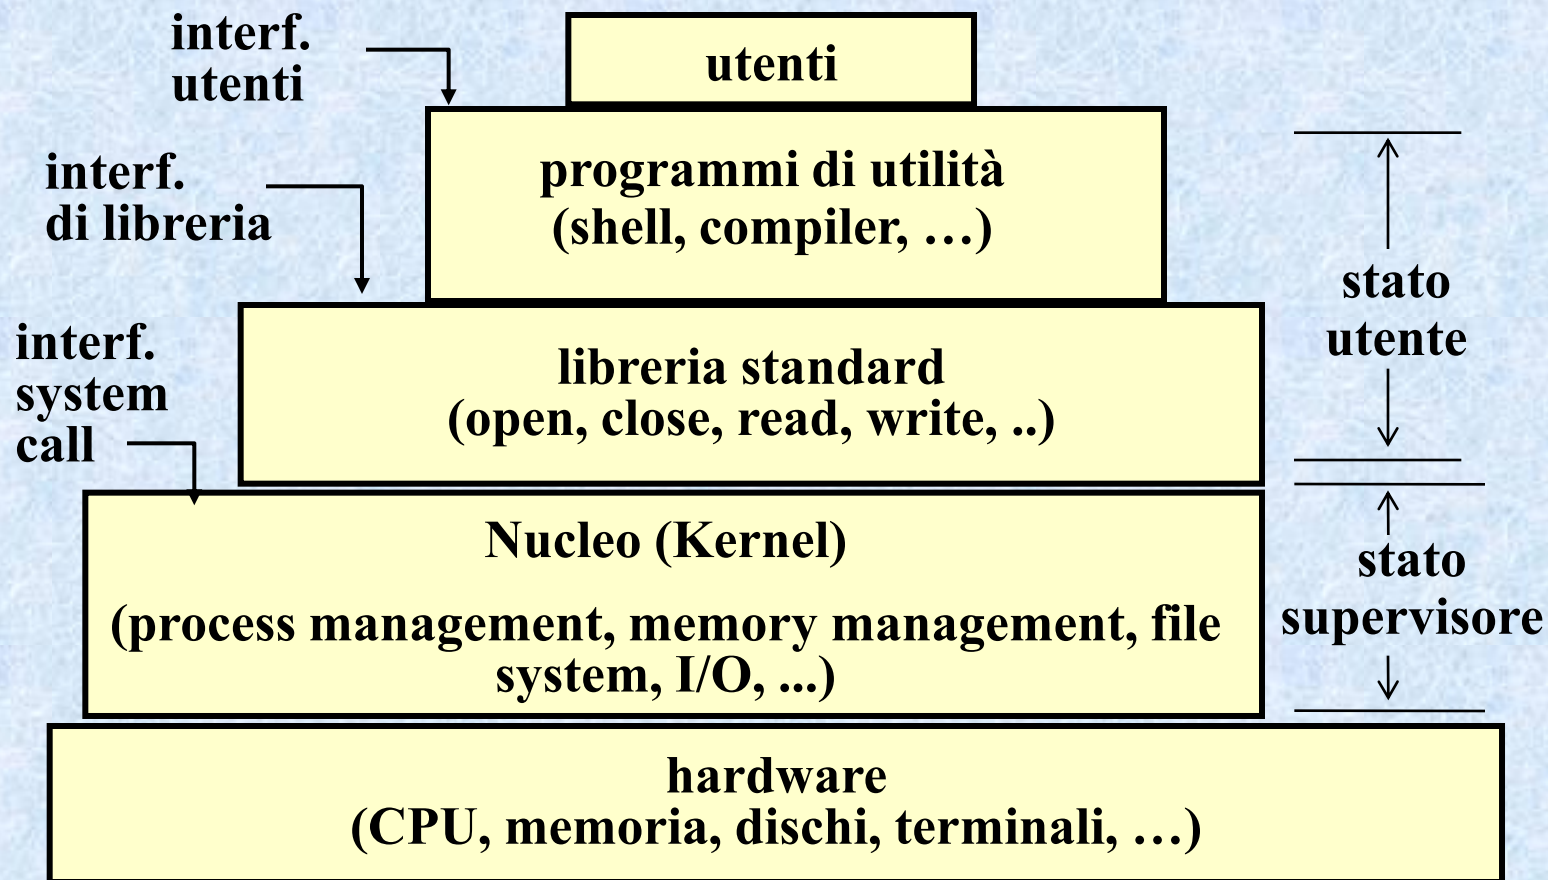 interf.
utenti
utenti
programmi di utilità
(shell, compiler, …)
interf.
di libreria
stato
utente
libreria standard
(open, close, read, write, ..)
interf.
system
call
Nucleo (Kernel)
(process management, memory management, file
system, I/O, ...)
stato
supervisore
hardware
(CPU, memoria, dischi, terminali, …)